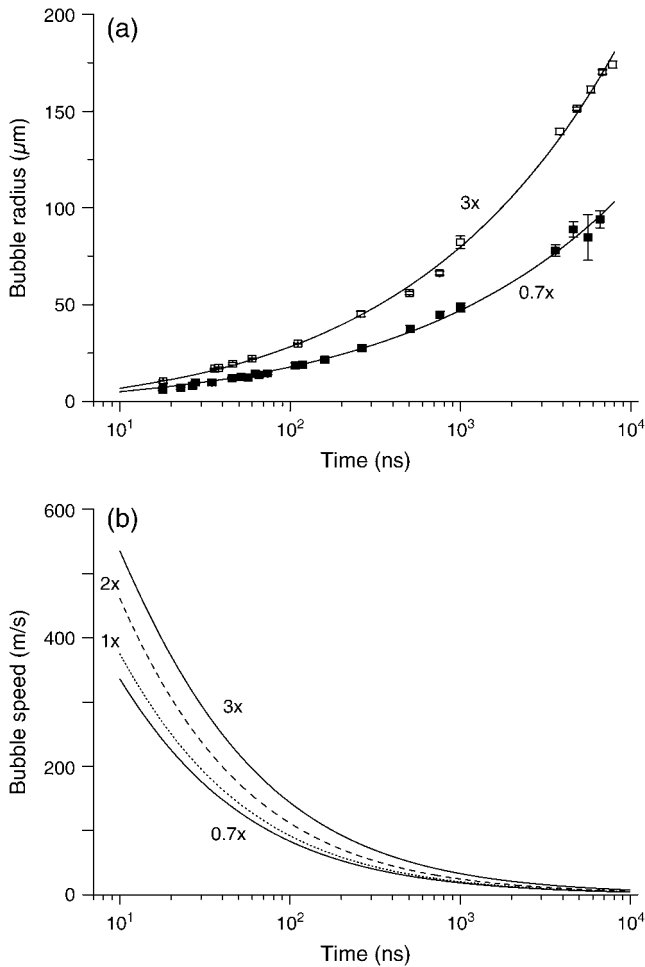 (a)
200
150
100
50
0
Bubble radius (μm)
3x
0.7x
10¹ 10² 10³ 10⁴
Time (ns)
(b)
600
400
200
0
Bubble speed (m/s)
2x
1x
3x
0.7x
10¹ 10² 10³ 10⁴
Time (ns)